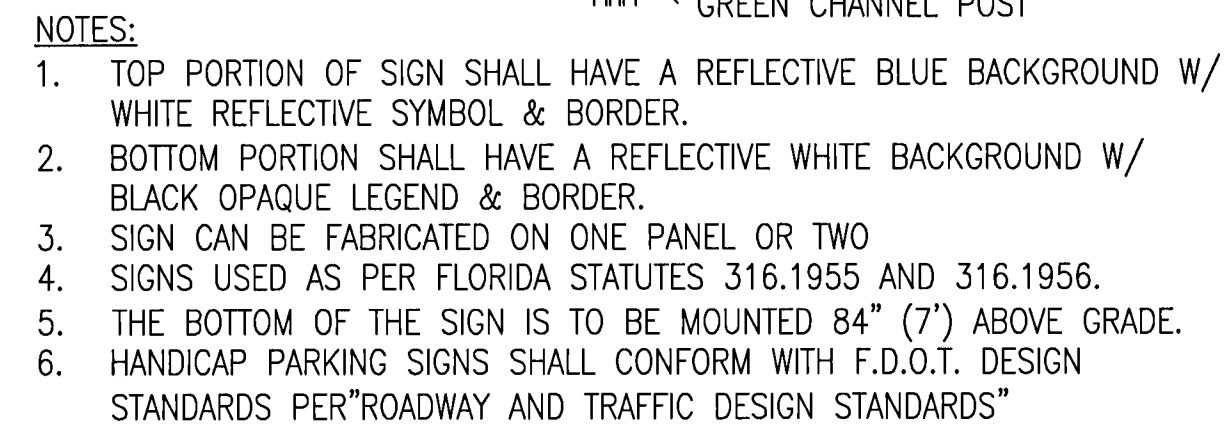 GREEN CHANNEL POST
NOTES:
1. TOP PORTION OF SIGN SHALL HAVE A REFLECTIVE BLUE BACKGROUND W/
WHITE REFLECTIVE SYMBOL & BORDER.
2. BOTTOM PORTION SHALL HAVE A REFLECTIVE WHITE BACKGROUND W/
BLACK OPAQUE LEGEND & BORDER.
3. SIGN CAN BE FABRICATED ON ONE PANEL OR TWO
4. SIGNS USED AS PER FLORIDA STATUTES 316.1955 AND 316.1956.
5. THE BOTTOM OF THE SIGN IS TO BE MOUNTED 84" (7') ABOVE GRADE.
6. HANDICAP PARKING SIGNS SHALL CONFORM WITH F.D.O.T. DESIGN
STANDARDS PER"ROADWAY AND TRAFFIC DESIGN STANDARDS"